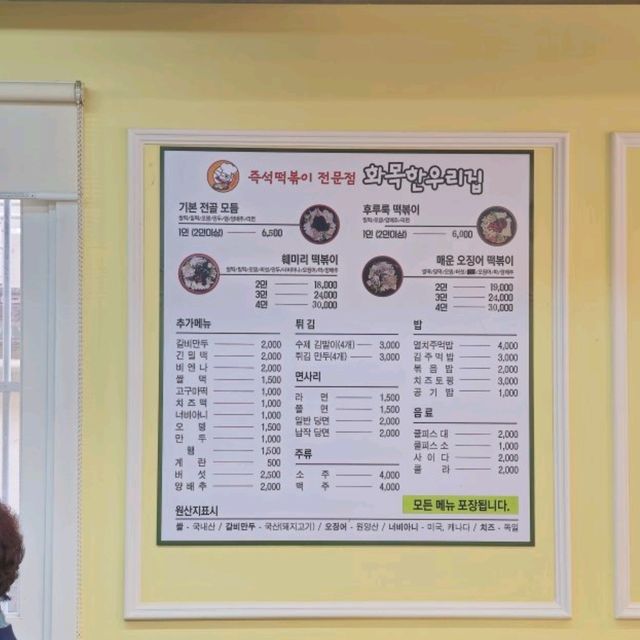 즉석떡볶이 전문점 화목한우리집
기본 전골 모듬
1인 (2인이상) 6,500
후루룩 떡볶이
1인 (2인이상) 6,000
훼미리 떡볶이
2인 18,000
3인 24,000
4인 30,000
매운 오징어 떡볶이
2인 19,000
3인 24,000
4인 30,000
추가메뉴
갈비만두 2,000
긴 밀 떡 2,000
비 엔 나 2,000
쌀 떡 1,500
고구마떡 1,000
치 즈 떡 1,000
너비아니 1,000
오 뎅 1,500
만 두 1,000
햄 1,500
계 란 500
버 섯 2,500
양 배 추 2,000
튀 김
수제 김말이(4개) 3,000
튀김 만두(4개) 3,000
면사리
라 면 1,500
쫄 면 1,500
일반 당면 2,000
납작 당면 2,000
주류
소 주 4,000
맥 주 4,000
밥
멸치주먹밥 4,000
김 주 먹 밥 3,000
볶 음 밥 2,000
치 즈 토 핑 3,000
공 기 밥 1,000
음 료
쿨피스 대 2,000
쿨피스 소 1,000
사 이 다 2,000
콜 라 2,000
모든 메뉴 포장됩니다.
원산지표시
쌀 - 국내산 / 갈비만두 - 국산(돼지고기) / 오징어 - 원양산 / 너비아니 - 미국, 캐나다 / 치즈 - 독일